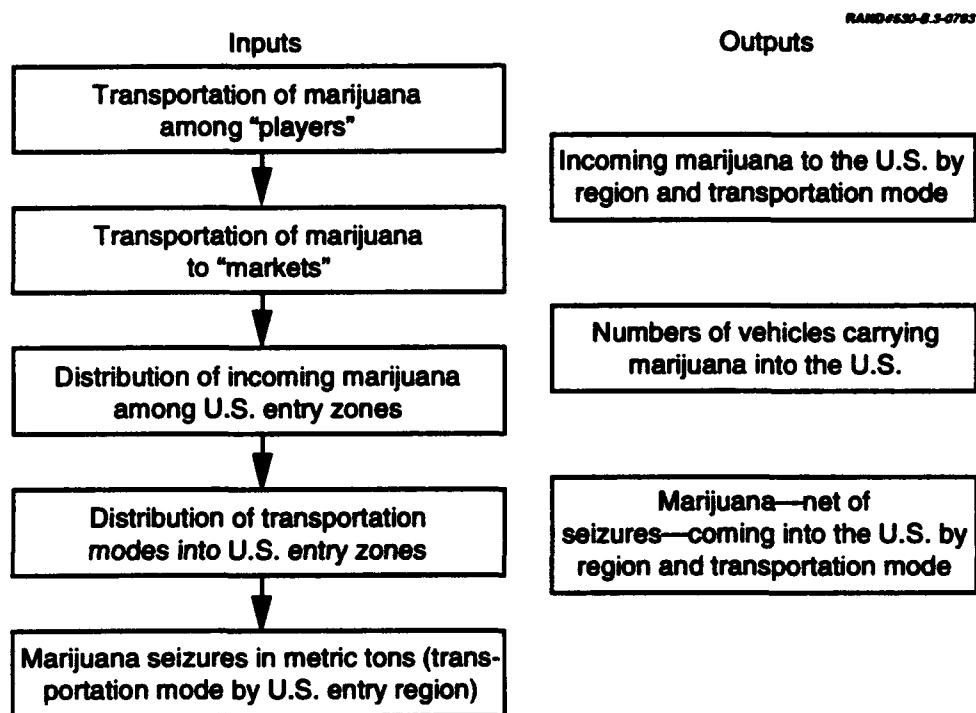 RAND#530-B.3-0793
Inputs
Outputs
Transportation of marijuana
among "players"
Transportation of marijuana
to "markets"
Distribution of incoming marijuana
among U.S. entry zones
Distribution of transportation
modes into U.S. entry zones
Marijuana seizures in metric tons (trans-
portation mode by U.S. entry region)
Incoming marijuana to the U.S. by
region and transportation mode
Numbers of vehicles carrying
marijuana into the U.S.
Marijuana—net of
seizures—coming into the U.S. by
region and transportation mode